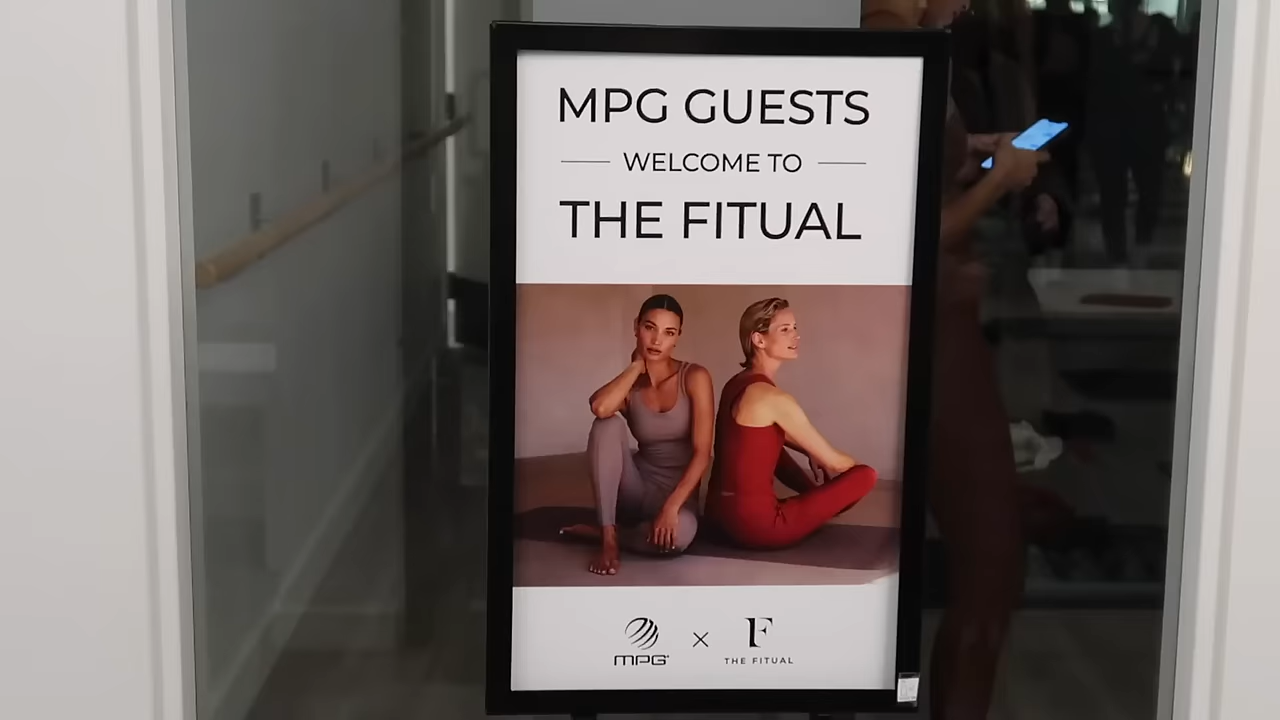 MPG GUESTS
WELCOME TO
THE FITUAL
MPG × F
THE FITUAL